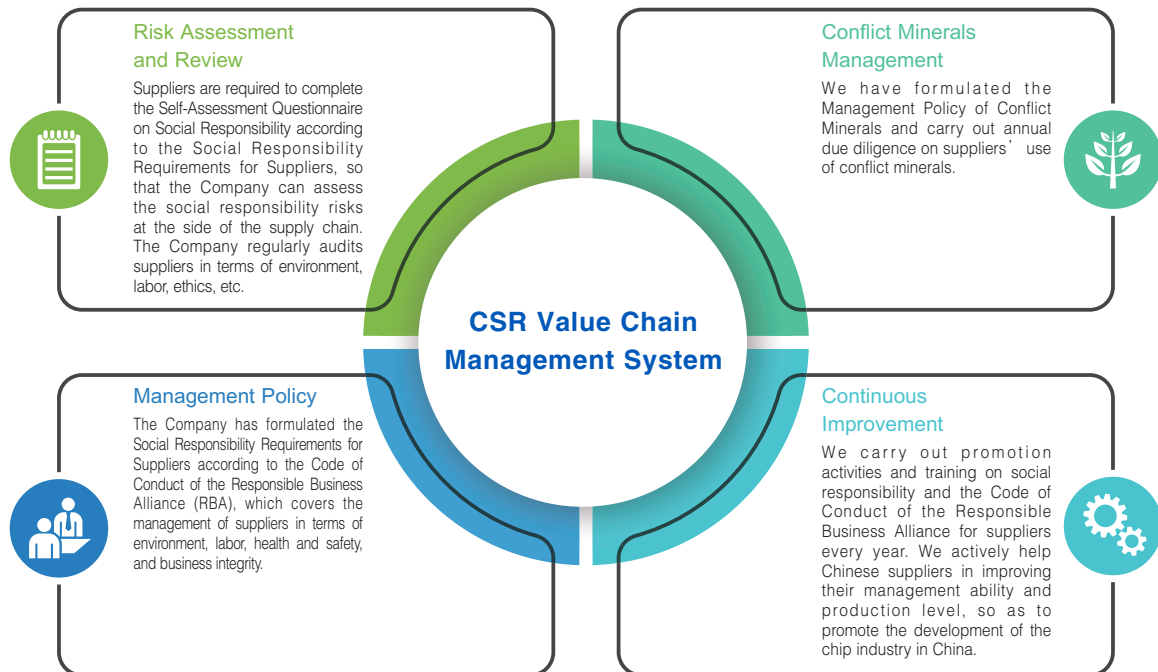 Risk Assessment
and Review
Suppliers are required to complete
the Self-Assessment Questionnaire
on Social Responsibility according
to the Social Responsibility
Requirements for Suppliers, so
that the Company can assess
the social responsibility risks
at the side of the supply chain.
The Company regularly audits
suppliers in terms of environment,
labor, ethics, etc.
Conflict Minerals
Management
We have formulated the
Management Policy of Conflict
Minerals and carry out annual
due diligence on suppliers’ use
of conflict minerals.
CSR Value Chain
Management System
Management Policy
The Company has formulated the
Social Responsibility Requirements for
Suppliers according to the Code of
Conduct of the Responsible Business
Alliance (RBA), which covers the
management of suppliers in terms of
environment, labor, health and safety,
and business integrity.
Continuous
Improvement
We carry out promotion
activities and training on social
responsibility and the Code of
Conduct of the Responsible
Business Alliance for suppliers
every year. We actively help
Chinese suppliers in improving
their management ability and
production level, so as to
promote the development of the
chip industry in China.